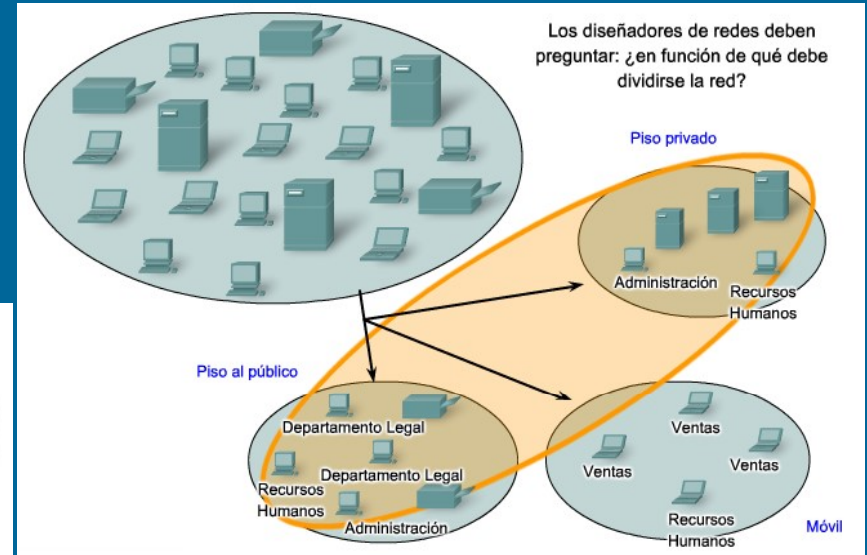 Los diseñadores de redes deben
preguntar: ¿en función de qué debe
dividirse la red?
Piso privado
Administración
Recursos
Humanos
Piso al público
Departamento Legal
Departamento Legal
Recursos
Humanos
Administración
Ventas
Ventas
Ventas
Recursos
Humanos
Móvil